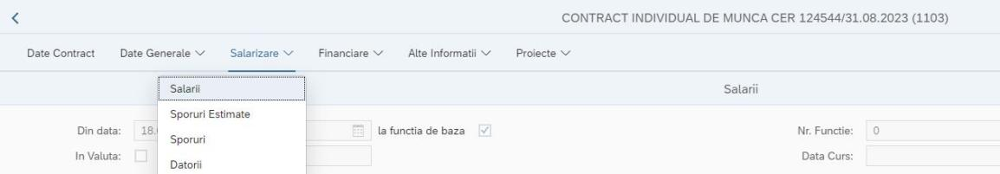 CONTRACT INDIVIDUAL DE MUNCA CER 124544/31.08.2023 (1103)
Date Contract Date Generale Salarizare Financiare Alte Informatii Proiecte
Salarii
Salarii
Sporuri Estimate
Din data: 18. la functia de baza Nr. Functie: 0
Sporuri
In Valuta: Data Curs:
Datorii